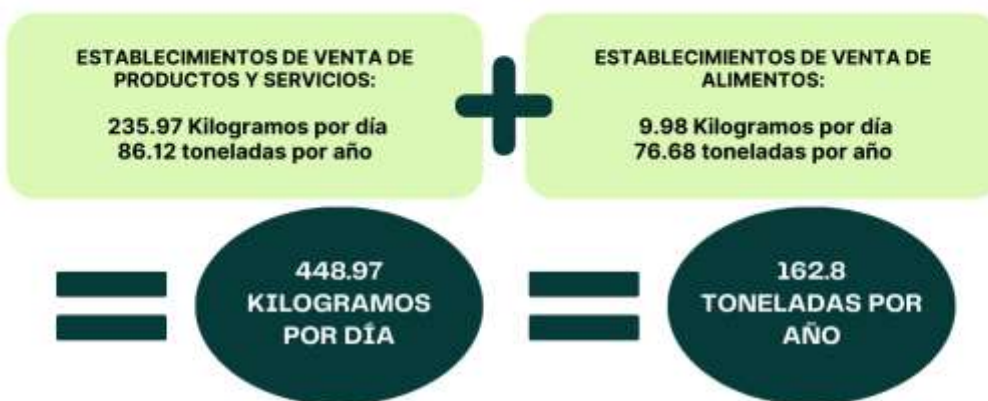 ESTABLECIMIENTOS DE VENTA DE
PRODUCTOS Y SERVICIOS:
235.97 Kilogramos por día
86.12 toneladas por año
ESTABLECIMIENTOS DE VENTA DE
ALIMENTOS:
9.98 Kilogramos por día
76.68 toneladas por año
448.97
KILOGRAMOS
POR DÍA
162.8
TONELADAS POR
AÑO